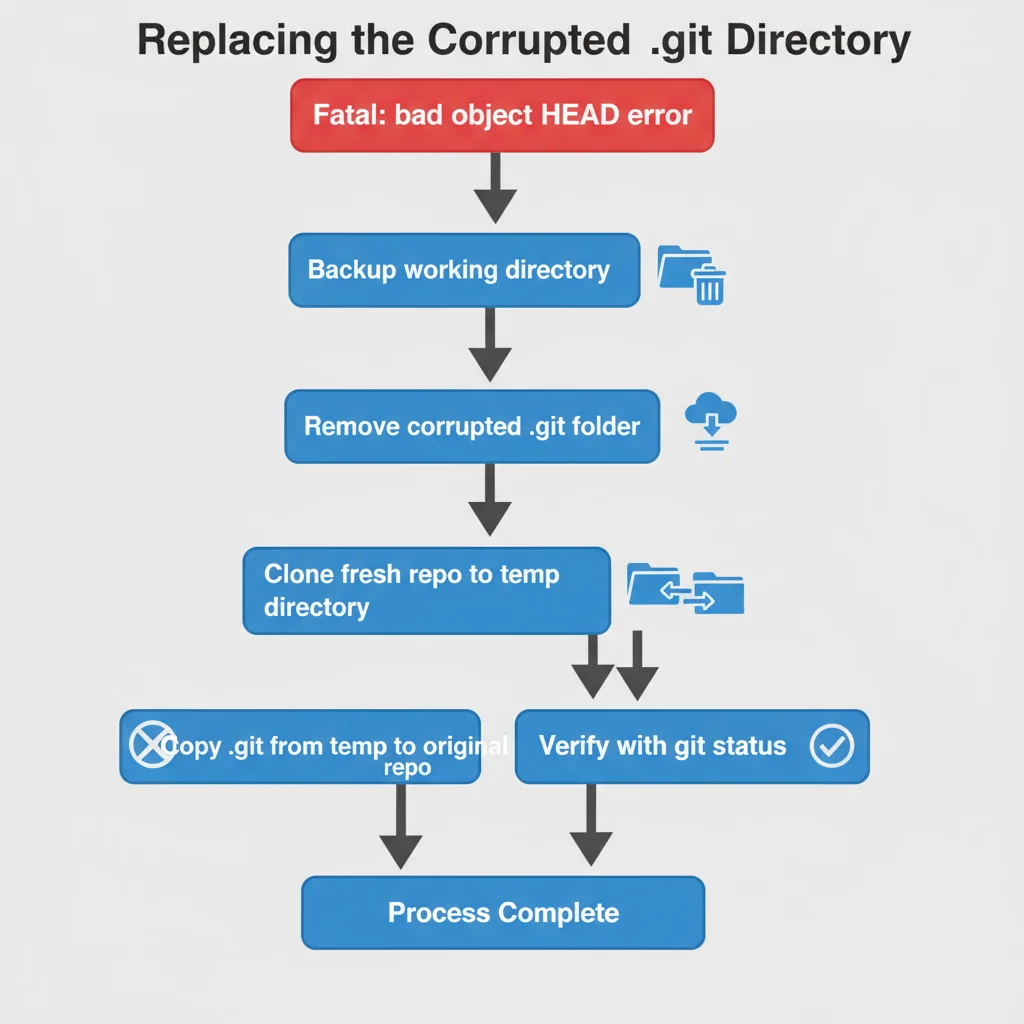 Replacing the Corrupted .git Directory
Fatal: bad object HEAD error
Backup working directory
Remove corrupted .git folder
Clone fresh repo to temp
directory
Copy .git from temp to original
repo
Verify with git status
Process Complete